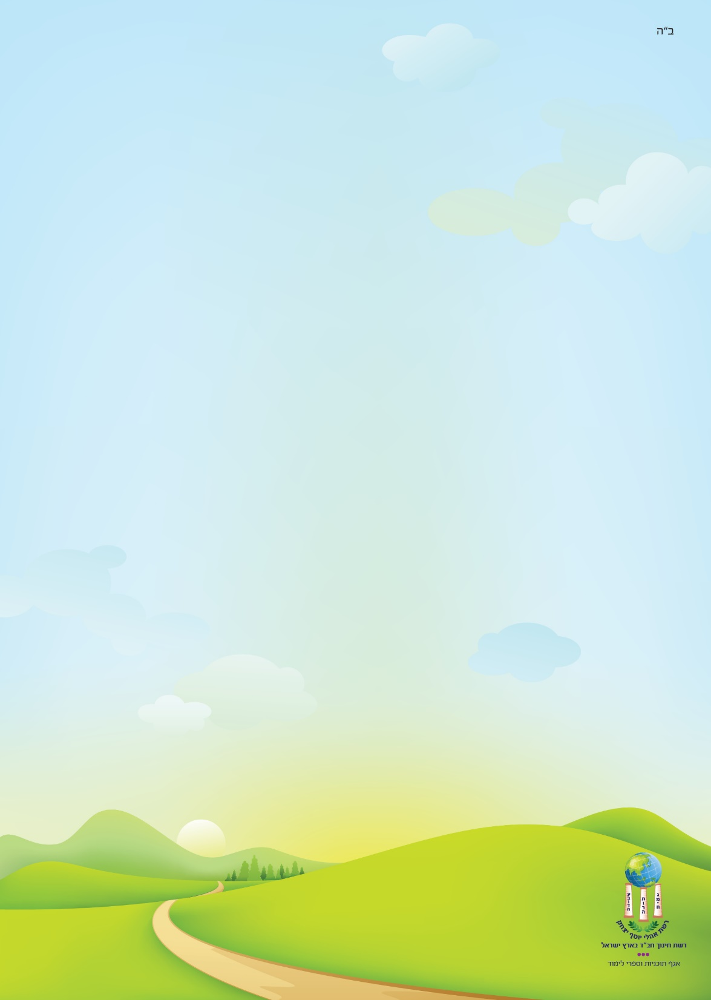 ב"ה
ג מ " ח
ת ו ר ה
ע ב ו ד ה
רשת אהלי יוסף יצחק
רשת חינוך חב"ד בארץ ישראל
אגף תוכניות וספרי לימוד